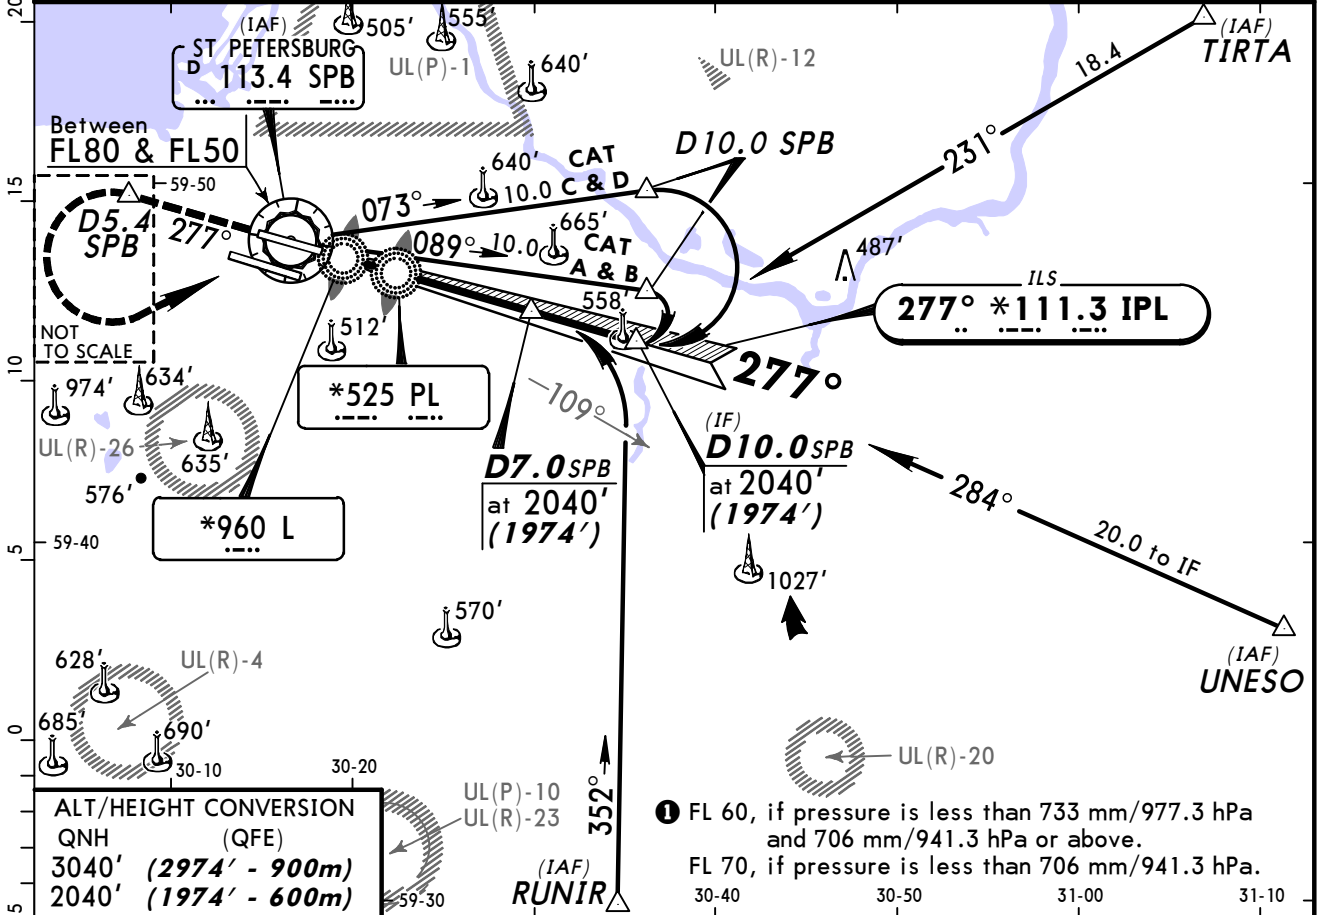 20
(IAF)
ST PETERSBURG
D 113.4 SPB
505'
555'
UL(P)-1
640'
UL(R)-12
(IAF)
TIRTA
18.4
231°
Between
FL80 & FL50
15
59-50
D5.4
SPB
277°
NOT
TO SCALE
073°
640'
10.0
CAT
C & D
D10.0 SPB
089°
10.0
665'
CAT
A & B
558'
487'
ILS
277° *111.3 IPL
277°
10
512'
*525 PL
974'
634'
UL(R)-26
635'
576'
*960 L
109°
D7.0 SPB
at 2040'
(1974')
(IF)
D10.0 SPB
at 2040'
(1974')
284°
20.0 to IF
5
59-40
1027'
(IAF)
UNESO
570'
628'
UL(R)-4
685'
690'
0
30-10
30-20
UL(R)-20
352°
UL(P)-10
UL(R)-23
(IAF)
RUNIR
59-30
5
ALT/HEIGHT CONVERSION
QNH (QFE)
3040' (2974' - 900m)
2040' (1974' - 600m)
1 FL 60, if pressure is less than 733 mm/977.3 hPa
and 706 mm/941.3 hPa or above.
FL 70, if pressure is less than 706 mm/941.3 hPa.
30-40
30-50
31-00
31-10